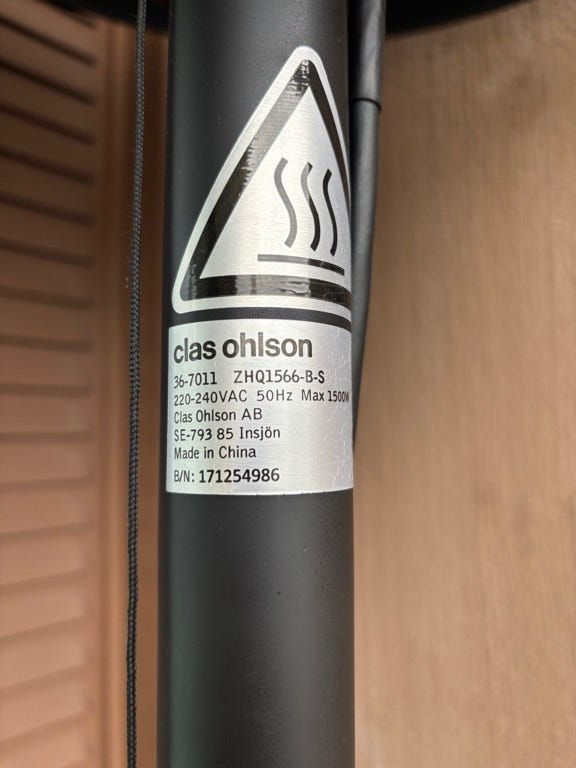 clas ohlson
36-7011 ZHQ1566-B-S
220-240VAC 50Hz Max 1500W
Clas Ohlson AB
SE-793 85 Insjön
Made in China
B/N: 171254986